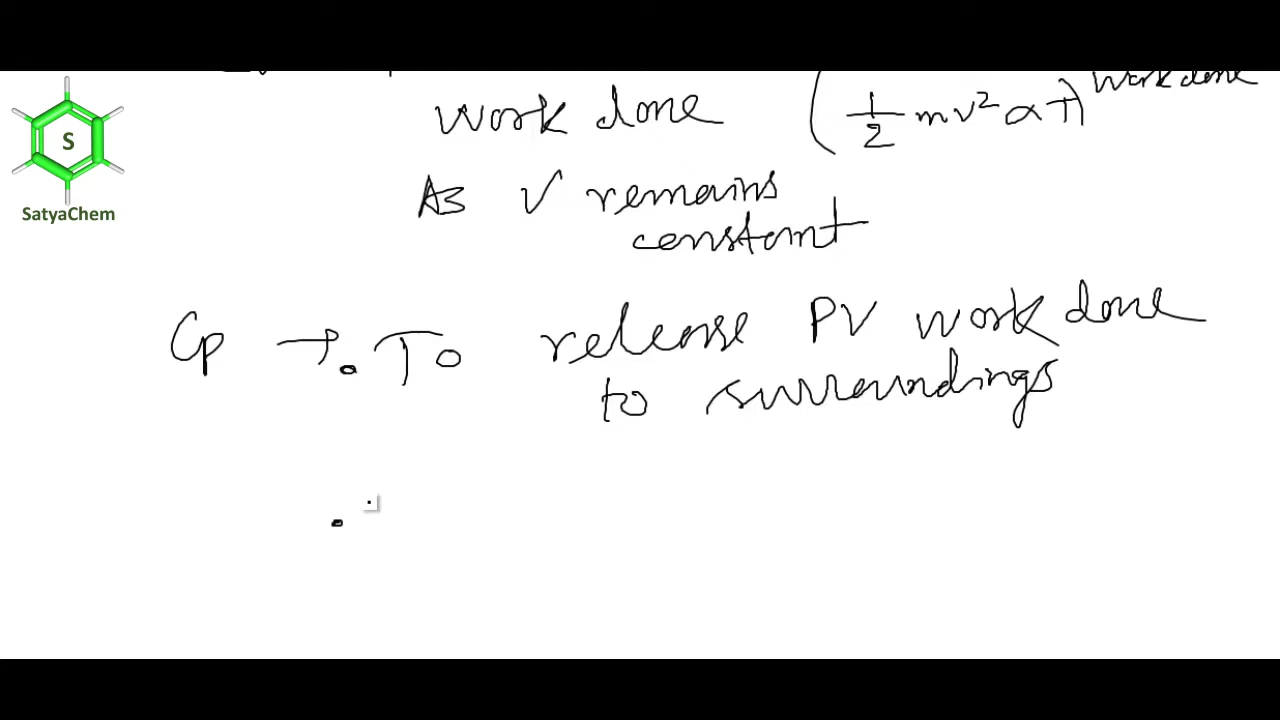 work done
work done (1/2 mv² α T)
As V remains
constant
S
SatyaChem
Cp → . To release PV work done
to surroundings
.